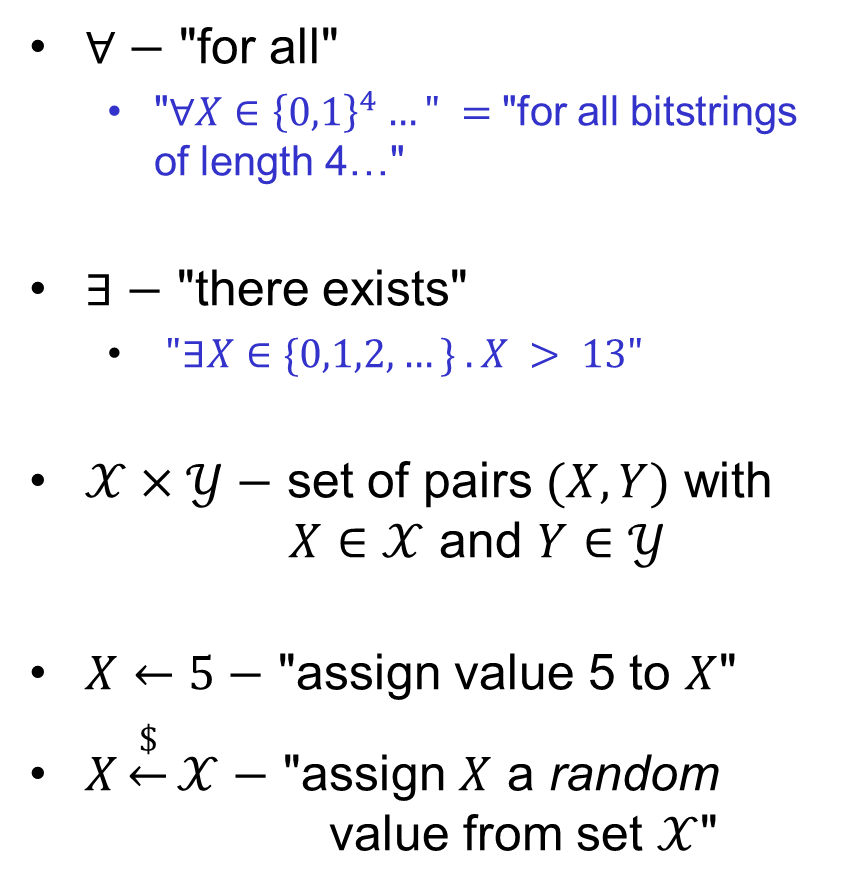 • ∀ – "for all"
• "∀X ∈ {0,1}⁴ … " = "for all bitstrings
of length 4…"
• ∃ – "there exists"
• "∃X ∈ {0,1,2, … } . X > 13"
• 𝒳 × 𝒴 – set of pairs (X, Y) with
X ∈ 𝒳 and Y ∈ 𝒴
• X ← 5 – "assign value 5 to X"
$
• X ← 𝒳 – "assign X a random
value from set 𝒳"